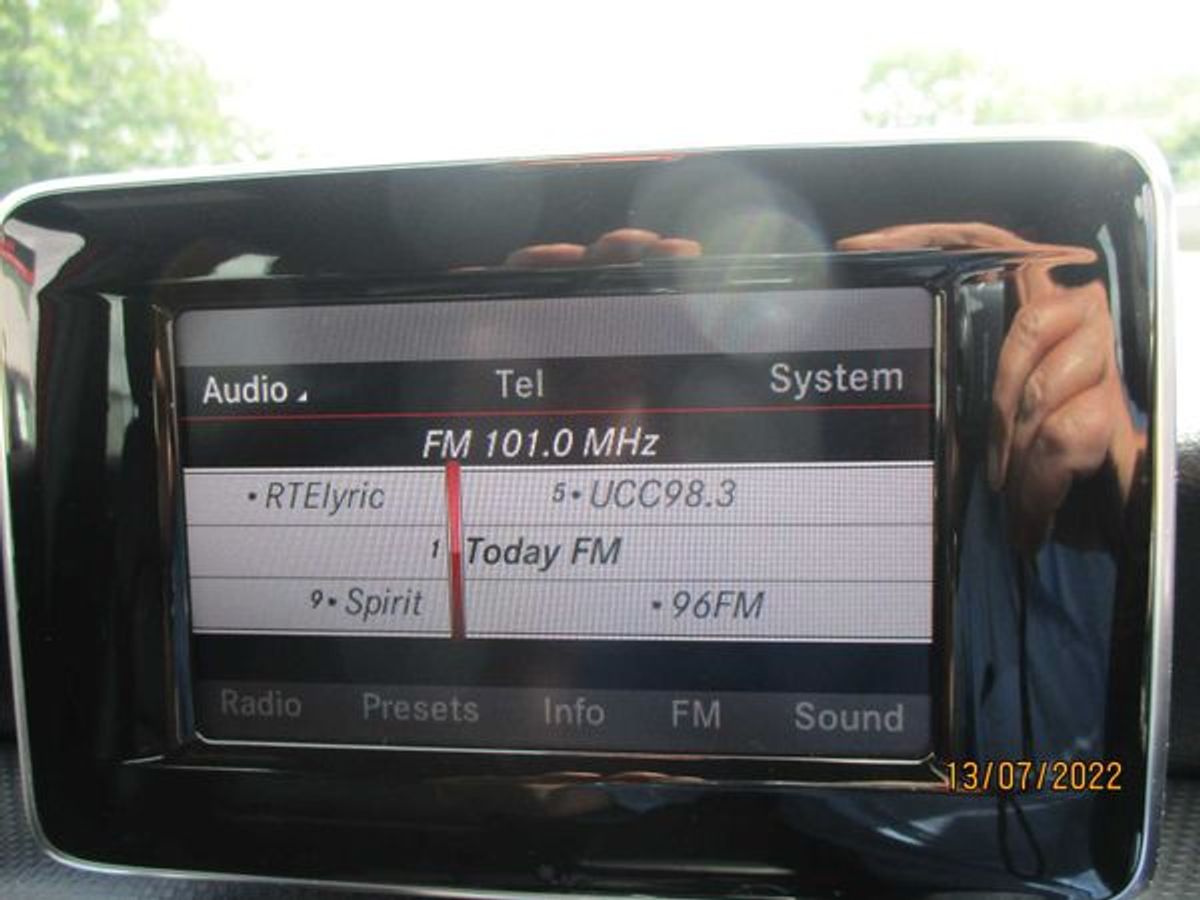 Audio Tel System
FM 101.0 MHz
• RTElyric 5 • UCC98.3
1 Today FM
9 • Spirit • 96FM
Radio Presets Info FM Sound
13/07/2022